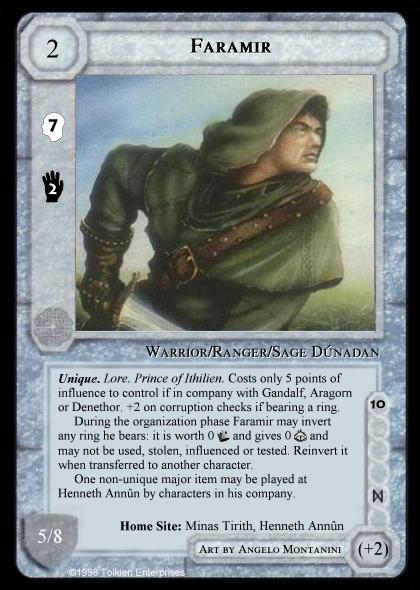 2
FARAMIR
7
2
WARRIOR/RANGER/SAGE DÚNADAN
Unique. Lore. Prince of Ithilien. Costs only 5 points of
influence to control if in company with Gandalf, Aragorn
or Denethor. +2 on corruption checks if bearing a ring.
During the organization phase Faramir may invert
any ring he bears: it is worth 0 and gives 0 and
may not be used, stolen, influenced or tested. Reinvert it
when transferred to another character.
One non-unique major item may be played at
Henneth Annûn by characters in his company.
10
Home Site: Minas Tirith, Henneth Annûn
5/8
ART BY ANGELO MONTANINI
(+2)
©1998 Tolkien Enterprises